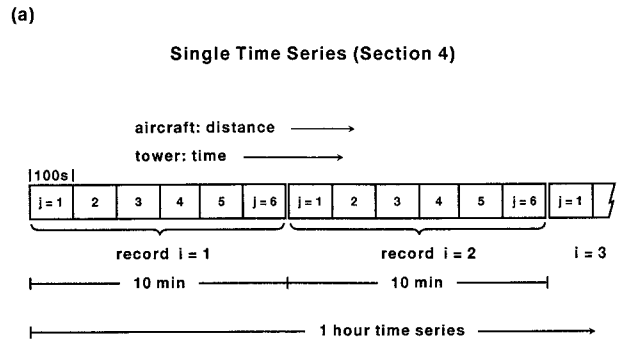 (a)
Single Time Series (Section 4)
aircraft: distance
tower: time
100s
j = 1 2 3 4 5 j = 6 j = 1 2 3 4 5 j = 6 j = 1
record i = 1 record i = 2 i = 3
10 min 10 min
1 hour time series